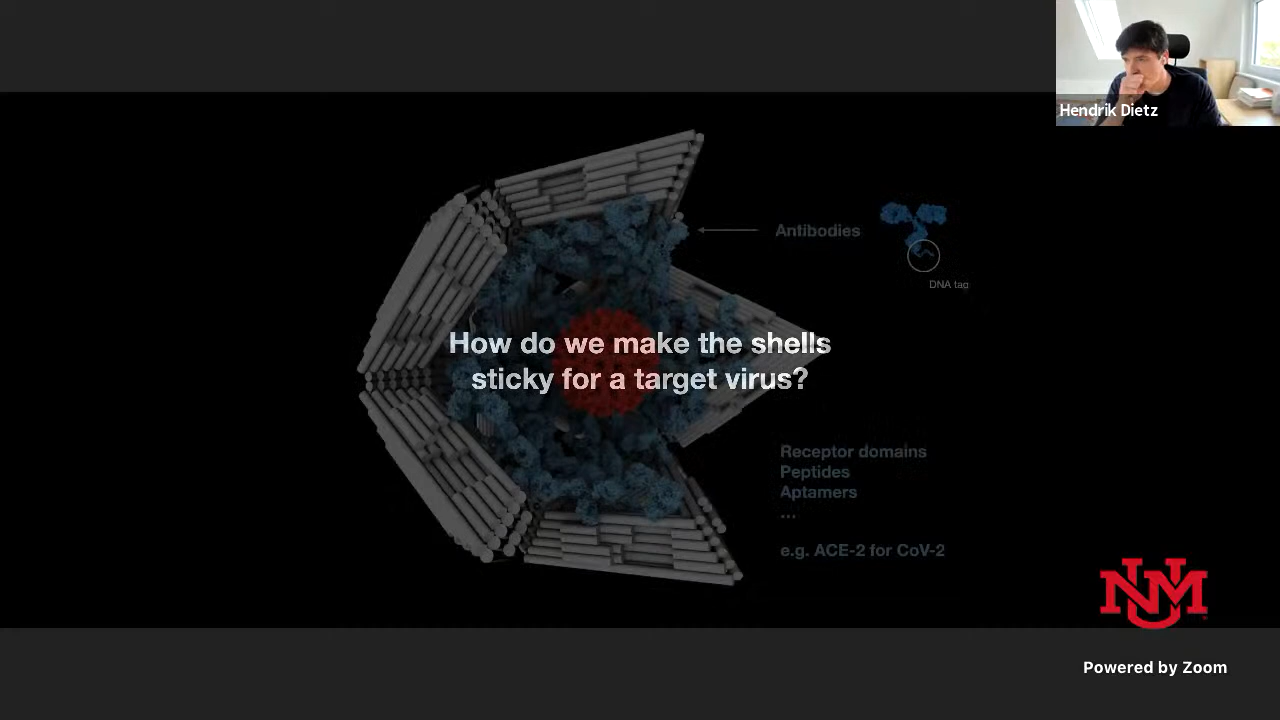 Hendrik Dietz
Antibodies
DNA tag
How do we make the shells
sticky for a target virus?
Receptor domains
Peptides
Aptamers
...
e.g. ACE-2 for CoV-2
NM
U
Powered by Zoom